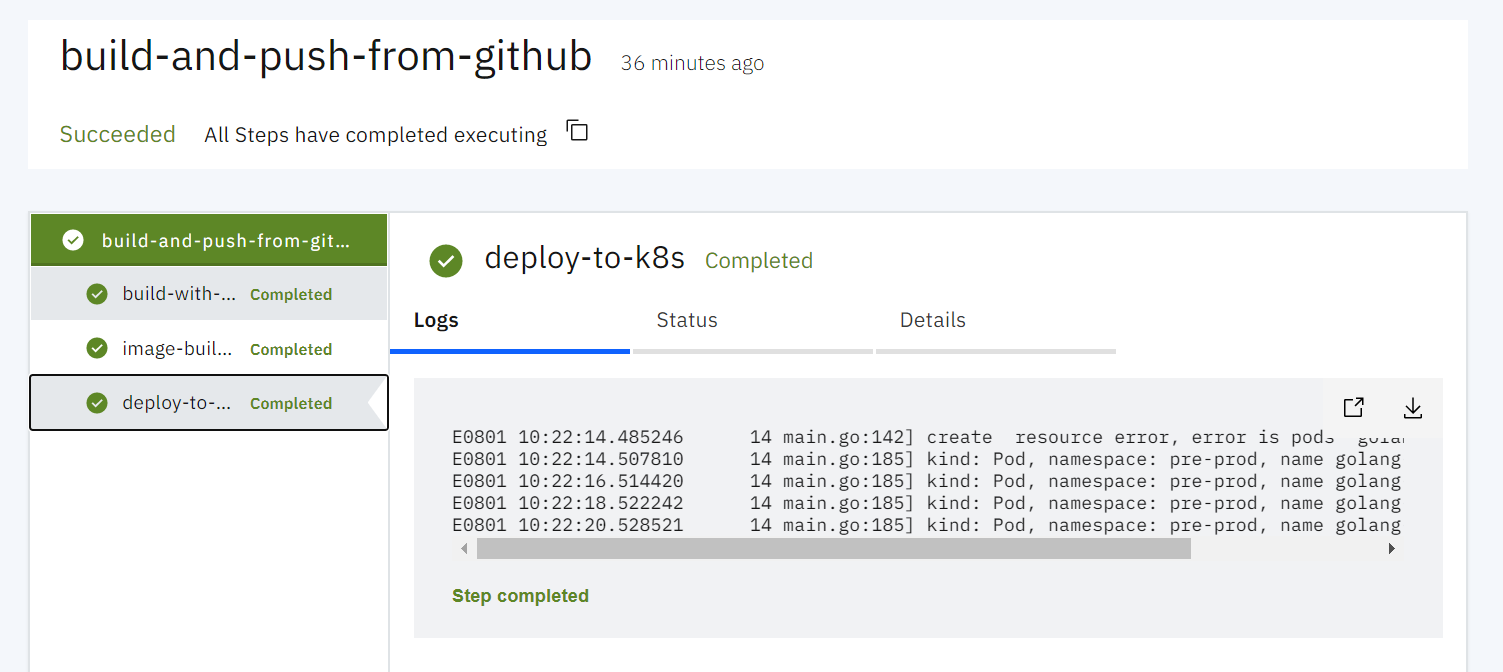 build-and-push-from-github 36 minutes ago
Succeeded All Steps have completed executing
build-and-push-from-git...
build-with-... Completed
image-buil... Completed
deploy-to-... Completed
deploy-to-k8s Completed
Logs Status Details
E0801 10:22:14.485246 14 main.go:142] create resource error, error is pods
E0801 10:22:14.507810 14 main.go:185] kind: Pod, namespace: pre-prod, name golang
E0801 10:22:16.514420 14 main.go:185] kind: Pod, namespace: pre-prod, name golang
E0801 10:22:18.522242 14 main.go:185] kind: Pod, namespace: pre-prod, name golang
E0801 10:22:20.528521 14 main.go:185] kind: Pod, namespace: pre-prod, name golang
Step completed